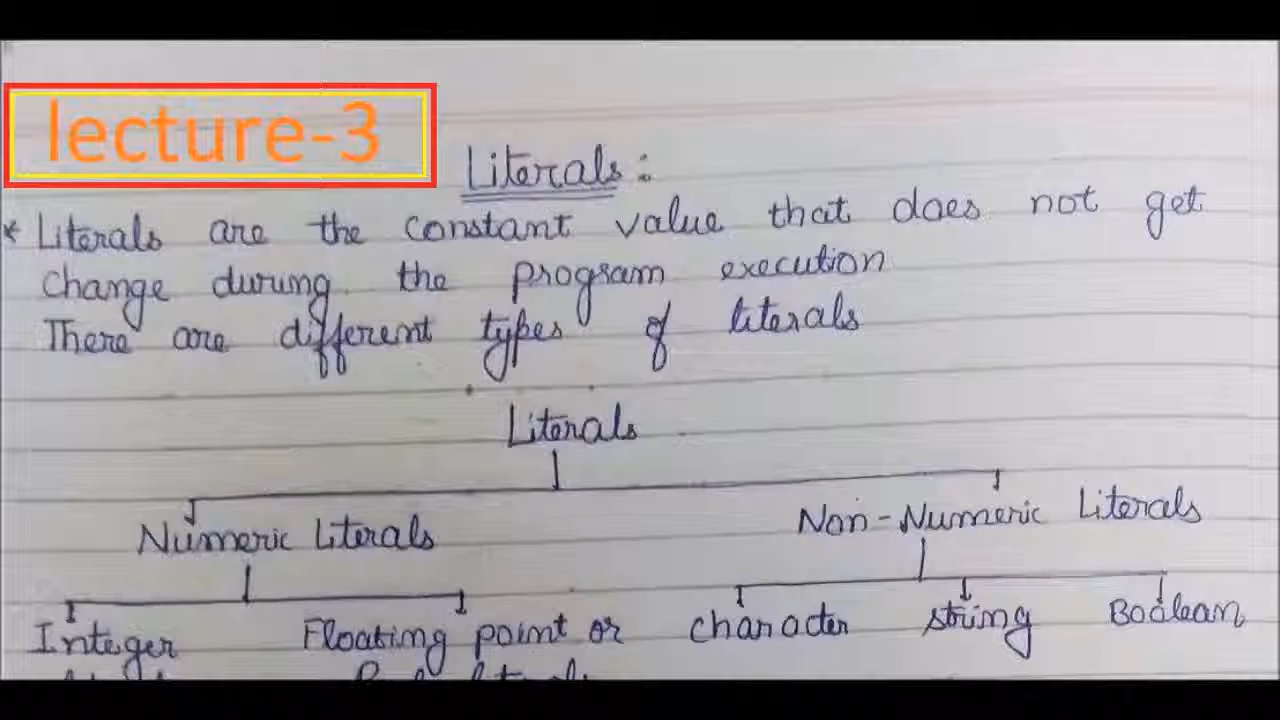 lecture-3
Literals:
* Literals are the constant value that does not get
change during the program execution
There are different types of literals
Literals
Numeric Literals Non-Numeric Literals
Integer Floating point or character string Boolean